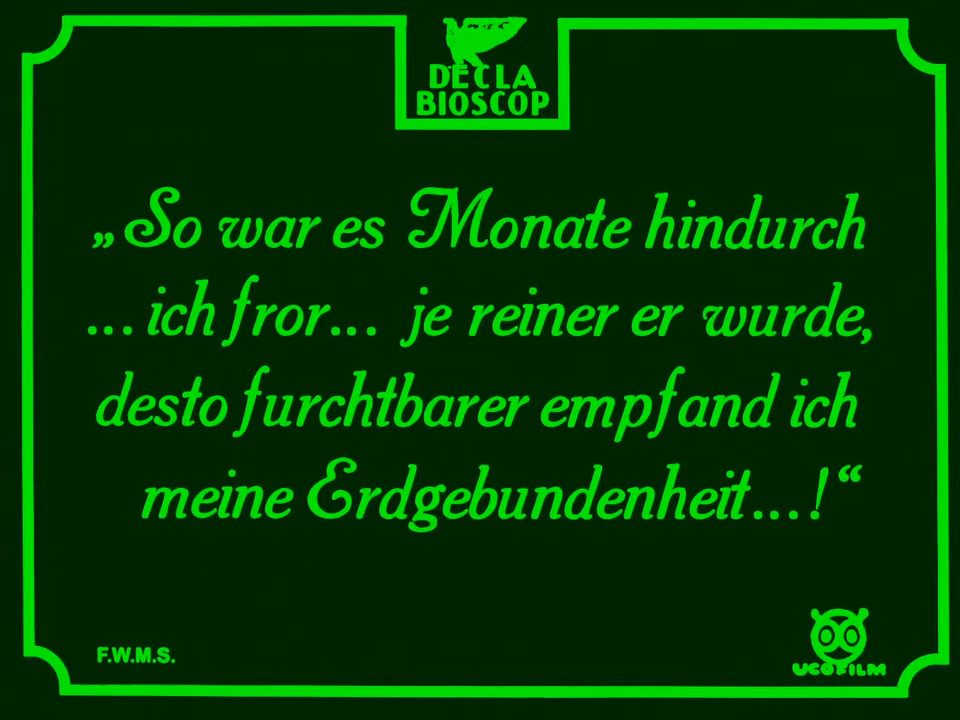 DECLA
BIOSCOP
„So war es Monate hindurch
... ich fror... je reiner er wurde,
desto furchtbarer empfand ich
meine Erdgebundenheit...!“
F.W.M.S.
UCOFILM